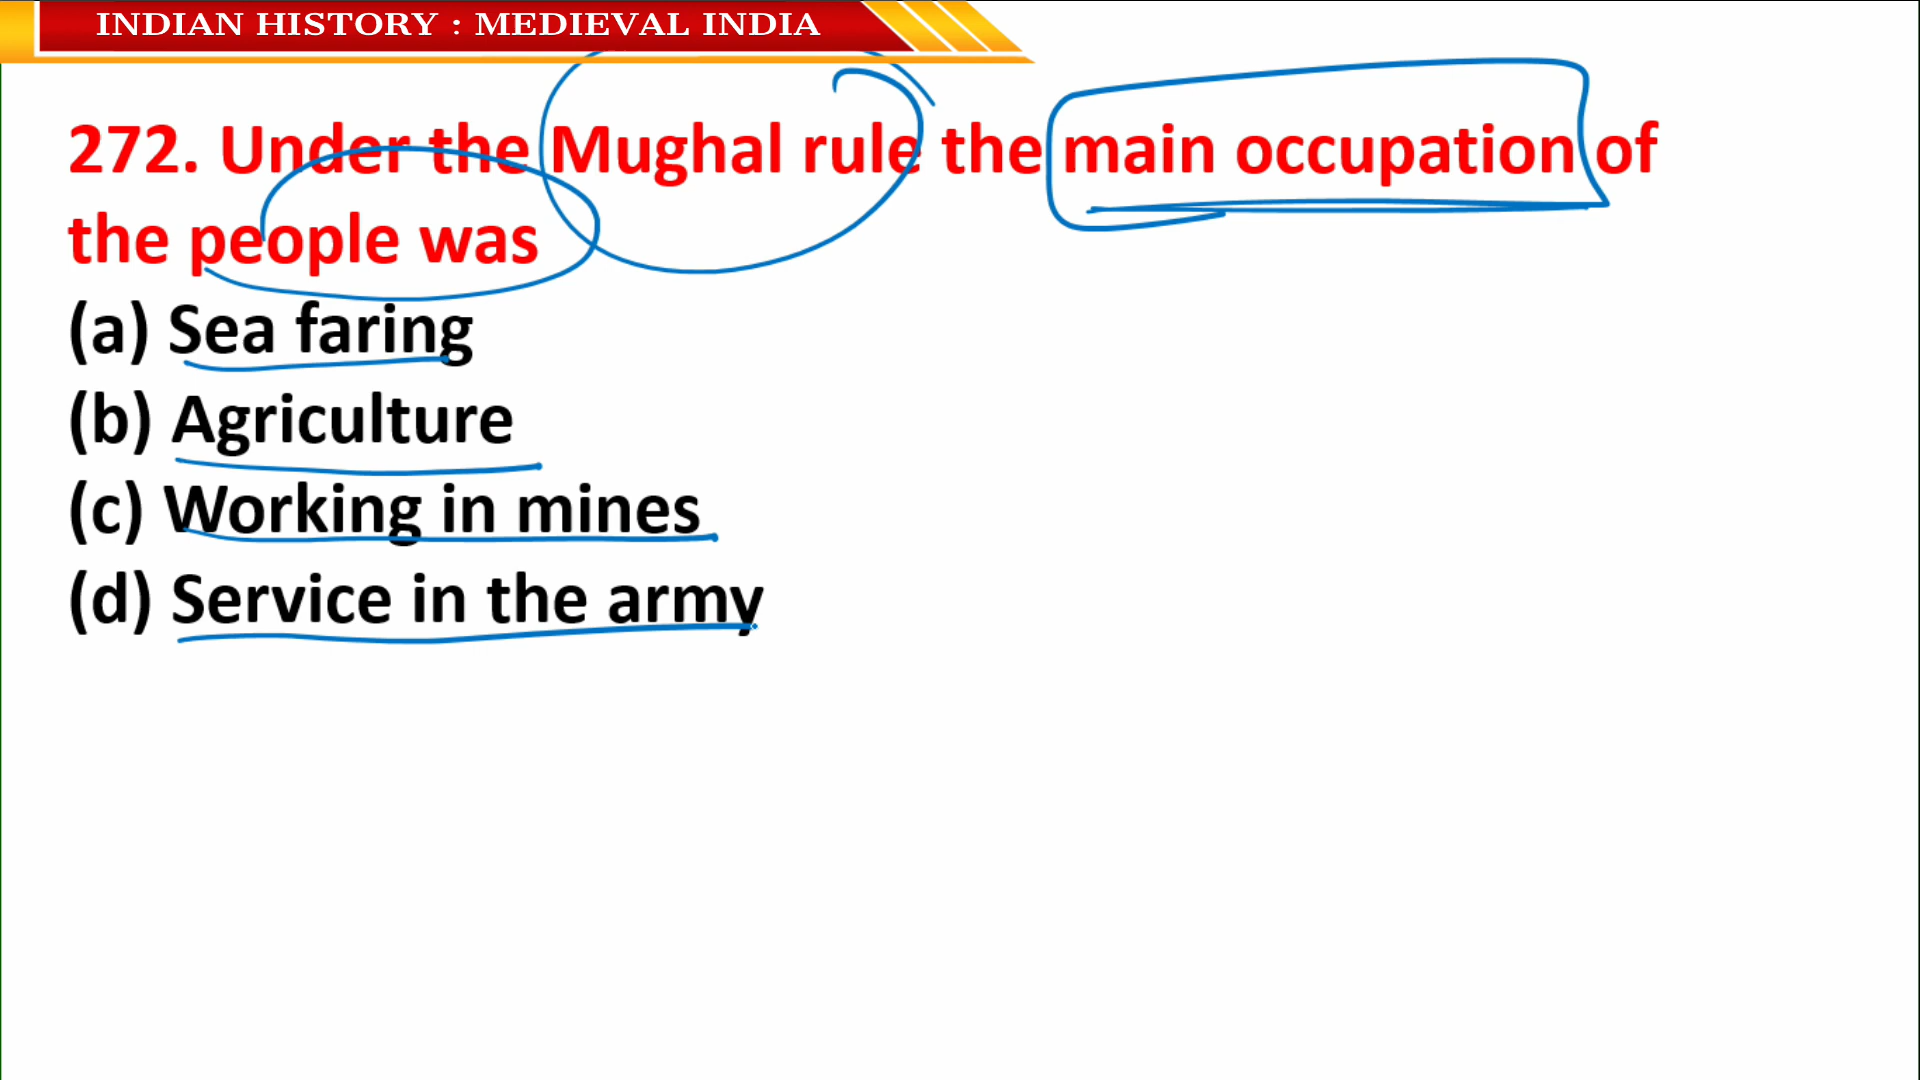 INDIAN HISTORY : MEDIEVAL INDIA
272. Under the Mughal rule the main occupation of
the people was
(a) Sea faring
(b) Agriculture
(c) Working in mines
(d) Service in the army